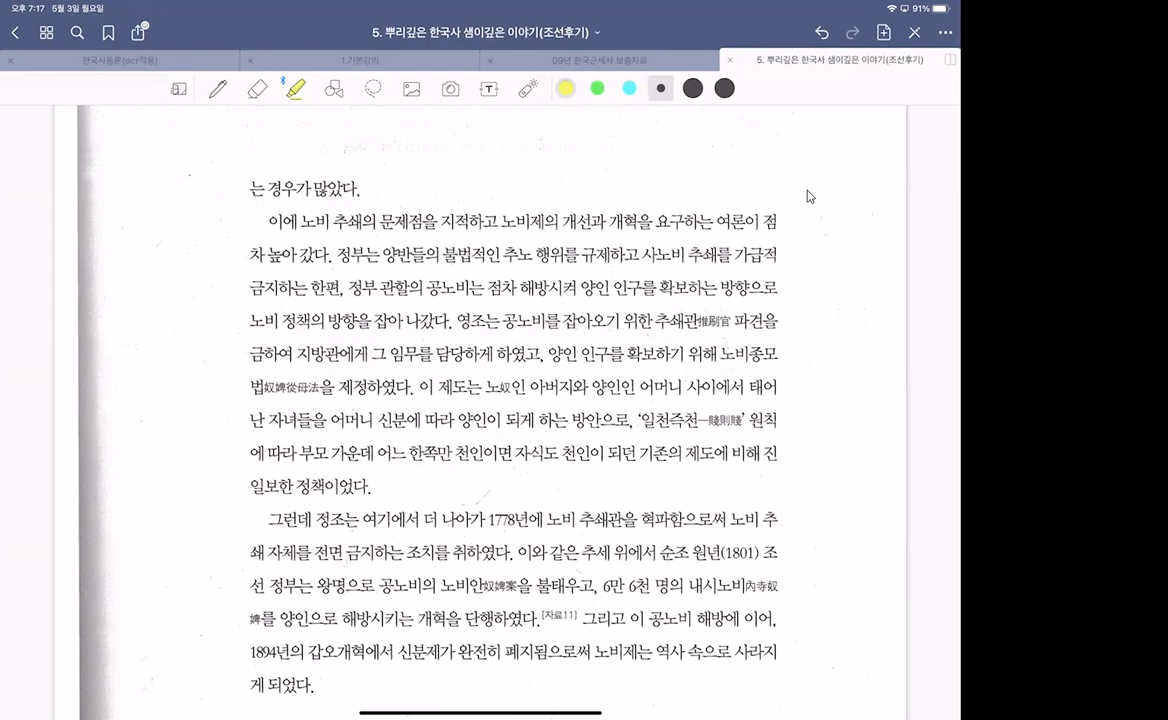 오후 7:17 5월 3일 월요일
91%
5. 뿌리깊은 한국사 샘이깊은 이야기(조선후기)
한국사통론(ocr적용)
1.기본강의
09년 한국근세사 보충자료
5. 뿌리깊은 한국사 샘이깊은 이야기(조선후기)
는 경우가 많았다.
이에 노비 추쇄의 문제점을 지적하고 노비제의 개선과 개혁을 요구하는 여론이 점
차 높아 갔다. 정부는 양반들의 불법적인 추노 행위를 규제하고 사노비 추쇄를 가급적
금지하는 한편, 정부 관할의 공노비는 점차 해방시켜 양인 인구를 확보하는 방향으로
노비 정책의 방향을 잡아 나갔다. 영조는 공노비를 잡아오기 위한 추쇄관推刷官 파견을
금하여 지방관에게 그 임무를 담당하게 하였고, 양인 인구를 확보하기 위해 노비종모
법奴婢從母法을 제정하였다. 이 제도는 노奴인 아버지와 양인인 어머니 사이에서 태어
난 자녀들을 어머니 신분에 따라 양인이 되게 하는 방안으로, ‘일천즉천一賤則賤’ 원칙
에 따라 부모 가운데 어느 한쪽만 천인이면 자식도 천인이 되던 기존의 제도에 비해 진
일보한 정책이었다.
그런데 정조는 여기에서 더 나아가 1778년에 노비 추쇄관을 혁파함으로써 노비 추
쇄 자체를 전면 금지하는 조치를 취하였다. 이와 같은 추세 위에서 순조 원년(1801) 조
선 정부는 왕명으로 공노비의 노비안奴婢案을 불태우고, 6만 6천 명의 내시노비內寺奴
婢를 양인으로 해방시키는 개혁을 단행하였다.[자료11] 그리고 이 공노비 해방에 이어,
1894년의 갑오개혁에서 신분제가 완전히 폐지됨으로써 노비제는 역사 속으로 사라지
게 되었다.